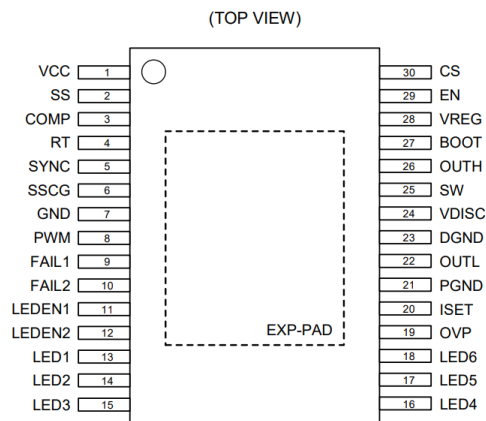 (TOP VIEW)
VCC 1 30 CS
SS 2 29 EN
COMP 3 28 VREG
RT 4 27 BOOT
SYNC 5 26 OUTH
SSCG 6 25 SW
GND 7 24 VDISC
PWM 8 23 DGND
FAIL1 9 22 OUTL
FAIL2 10 21 PGND
LEDEN1 11 20 ISET
LEDEN2 12 EXP-PAD 19 OVP
LED1 13 18 LED6
LED2 14 17 LED5
LED3 15 16 LED4